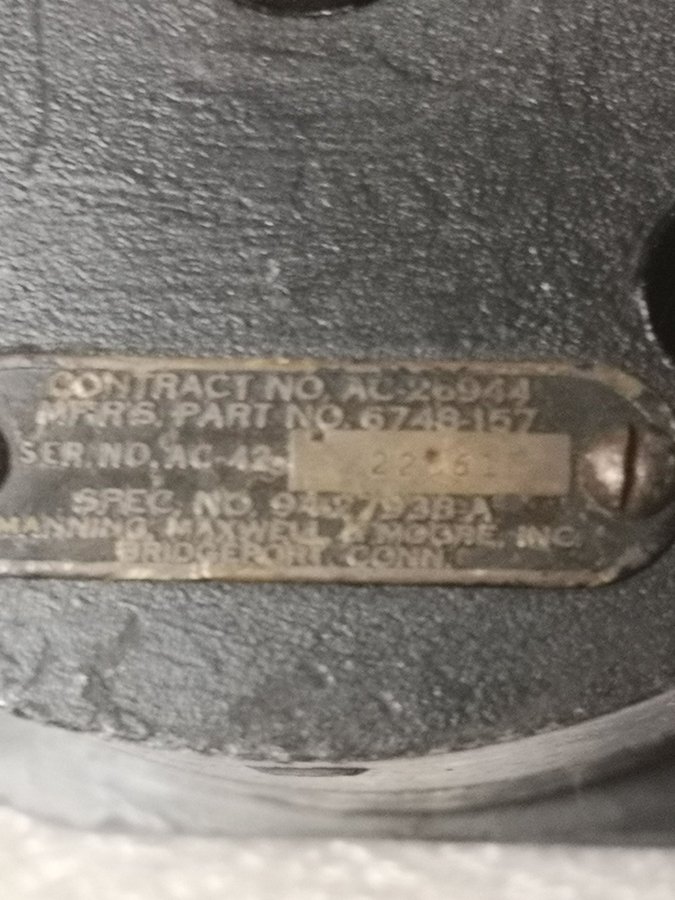 CONTRACT NO. AC-26944
MFR'S. PART NO. 6748-157
SER. NO. AC-42-
SPEC. NO. 94-27938-A
MANNING, MAXWELL & MOORE, INC.
BRIDGEPORT, CONN.